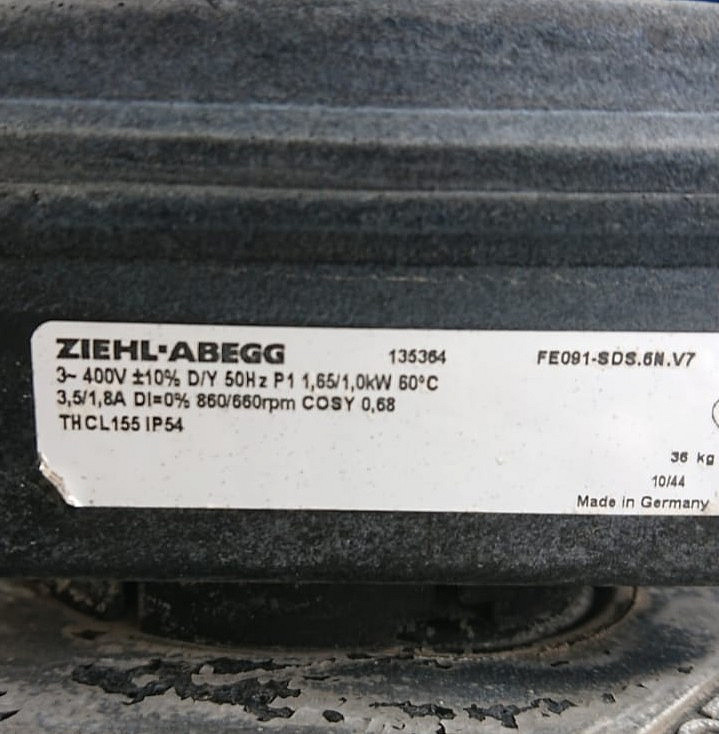 ZIEHL-ABEGG 135364 FE091-SDS.6N.V7
3~ 400V ±10% D/Y 50Hz P1 1,65/1,0kW 60°C
3,5/1,8A DI=0% 860/660rpm COSY 0,68
THCL155 IP54
36 kg
10/44
Made in Germany